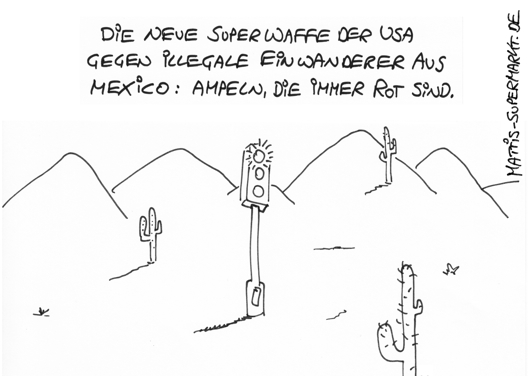 DIE NEUE SUPERWAFFE DER USA
GEGEN ILLEGALE EINWANDERER AUS
MEXICO: AMPELN, DIE IMMER ROT SIND.
MATTIS-SUPERMARKT.DE